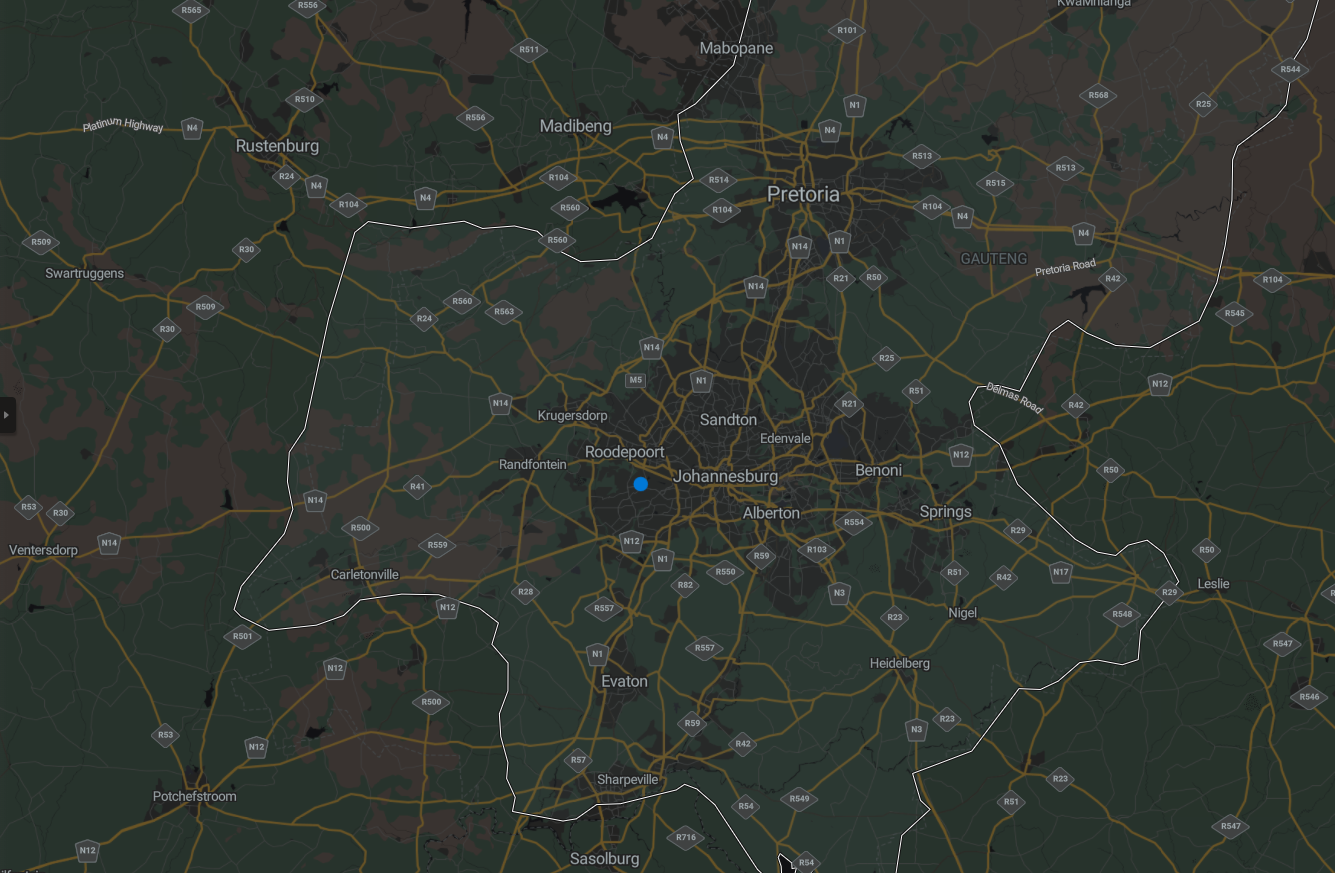 KwaMhlanga
R565
R556
R101
Mabopane
R511
R544
R568
R510
N1
R25
R556
Madibeng
Platinum Highway
N4
N4
N4
Rustenburg
R513
R513
R24
N4
R104
R514
R515
Pretoria
N4
R104
R560
R104
R104
N4
N4
R509
R560
N1
N14
R30
GAUTENG
Pretoria Road
Swartruggens
R21
R50
R42
R104
N14
R560
R509
R563
R24
R545
R30
N14
R25
M5
N1
N12
R51
Delmas Road
N14
R21
R42
Krugersdorp
Sandton
Edenvale
Roodepoort
N12
Randfontein
Benoni
R50
Johannesburg
R41
N14
R53
R30
Springs
Alberton
R500
R554
R29
N12
N14
R559
Ventersdorp
R103
R50
R59
N1
Carletonville
R550
R51
R42
N17
R82
Leslie
R28
N3
R29
N12
R557
Nigel
R548
R23
R501
R547
R557
N1
Heidelberg
N12
Evaton
R546
R500
R23
R59
N3
R53
R42
N12
R57
Sharpeville
R23
Potchefstroom
R549
R51
R54
R547
R716
N12
Sasolburg
R54